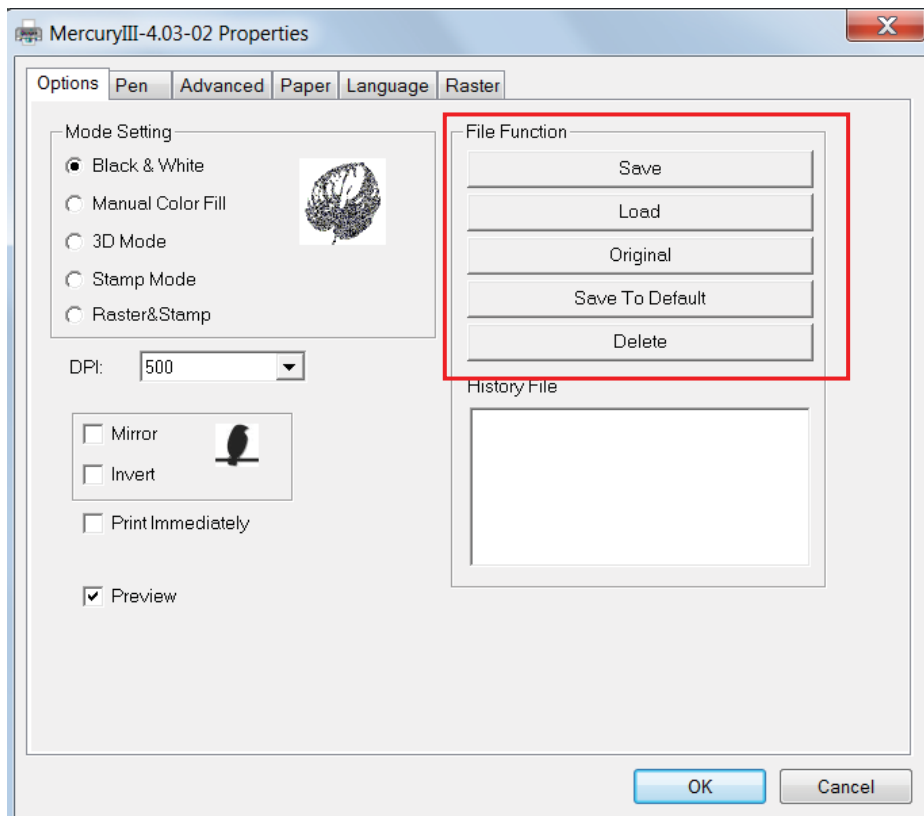 MercuryIII-4.03-02 Properties
Options Pen Advanced Paper Language Raster
Mode Setting
Black & White
Manual Color Fill
3D Mode
Stamp Mode
Raster&Stamp
DPI: 500
Mirror
Invert
Print Immediately
Preview
File Function
Save
Load
Original
Save To Default
Delete
History File
OK Cancel